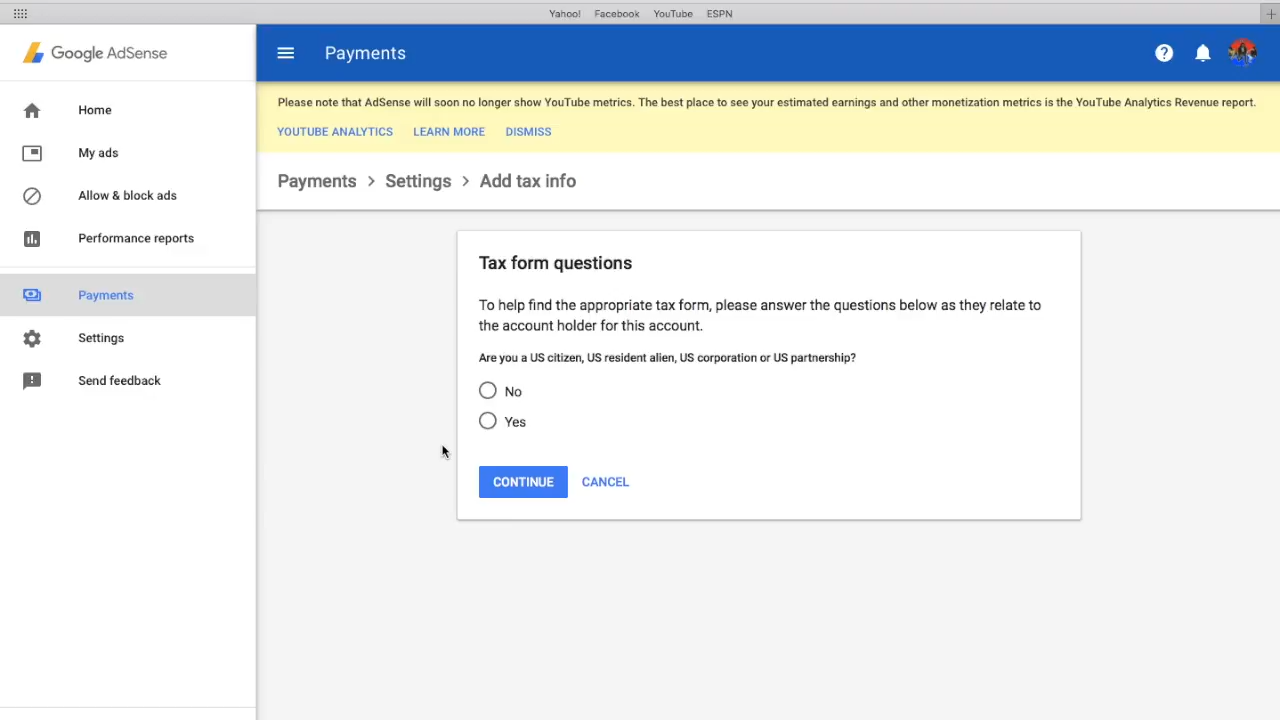 Yahoo! Facebook YouTube ESPN
Google AdSense
Payments
Please note that AdSense will soon no longer show YouTube metrics. The best place to see your estimated earnings and other monetization metrics is the YouTube Analytics Revenue report.
YOUTUBE ANALYTICS LEARN MORE DISMISS
Home
My ads
Allow & block ads
Performance reports
Payments
Settings
Send feedback
Payments > Settings > Add tax info
Tax form questions
To help find the appropriate tax form, please answer the questions below as they relate to
the account holder for this account.
Are you a US citizen, US resident alien, US corporation or US partnership?
No
Yes
CONTINUE CANCEL